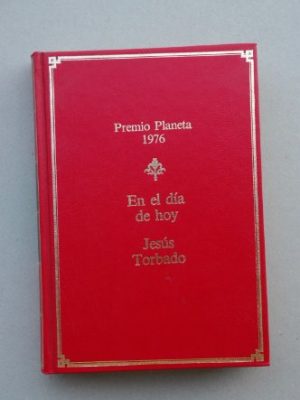 Premio Planeta
1976
En el día
de hoy
Jesús
Torbado